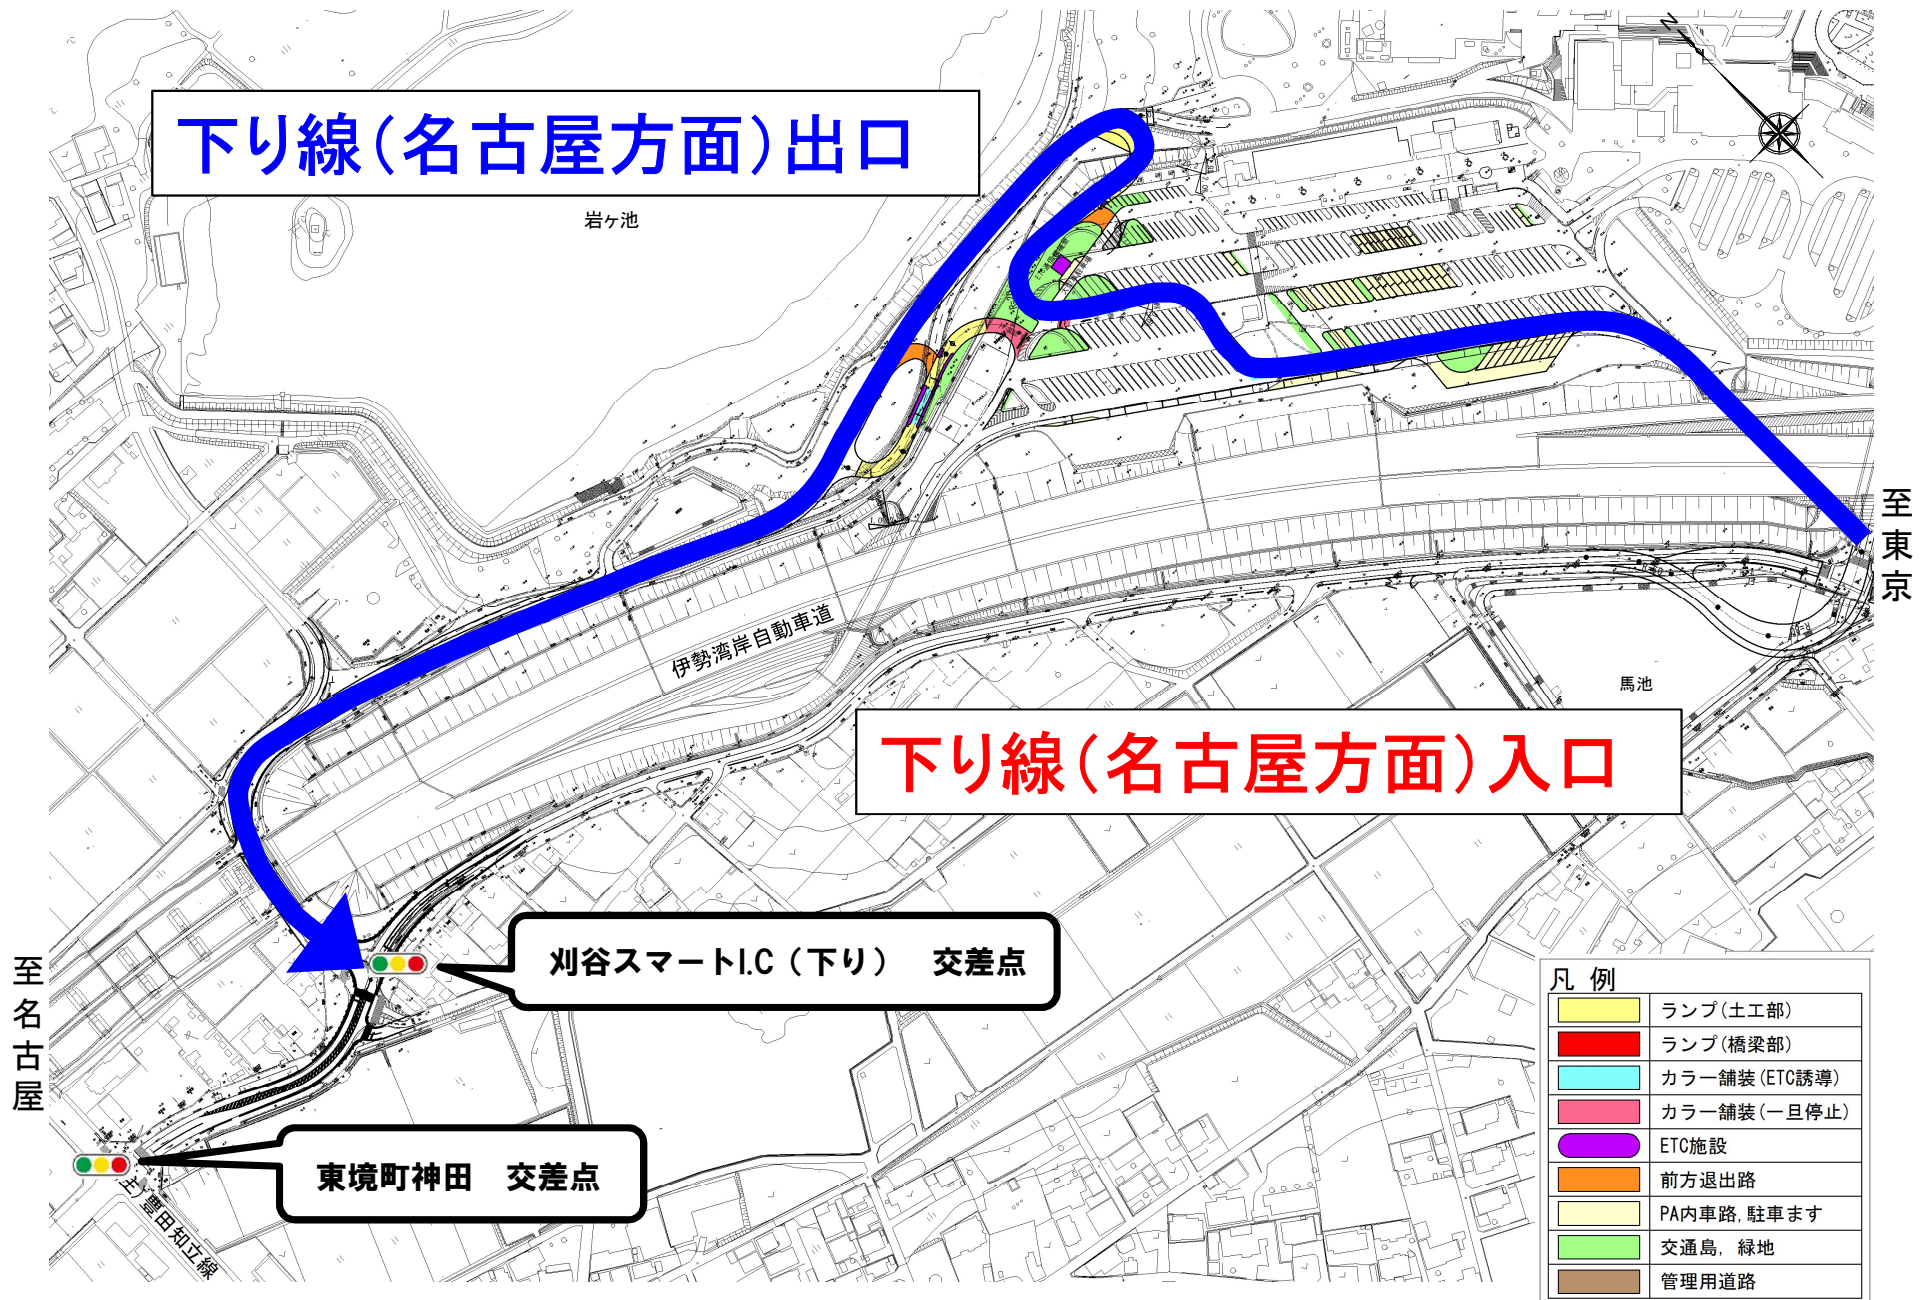 下り線(名古屋方面)出口
岩ヶ池
N
至東京
伊勢湾岸自動車道
馬池
下り線(名古屋方面)入口
刈谷スマートI.C（下り）　交差点
至名古屋
東境町神田　交差点
(主)豊田知立線
凡 例
ランプ(土工部)
ランプ(橋梁部)
カラー舗装(ETC誘導)
カラー舗装(一旦停止)
ETC施設
前方退出路
PA内車路,駐車ます
交通島, 緑地
管理用道路